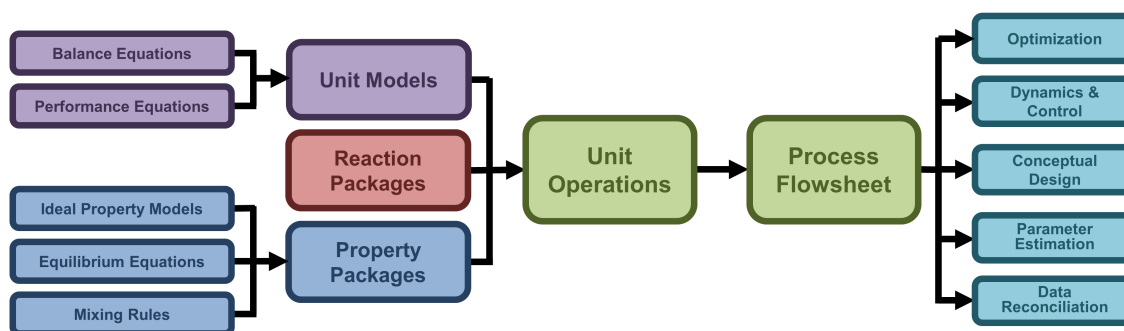 Balance Equations
Performance Equations
Ideal Property Models
Equilibrium Equations
Mixing Rules
Unit Models
Reaction
Packages
Property
Packages
Unit
Operations
Process
Flowsheet
Optimization
Dynamics &
Control
Conceptual
Design
Parameter
Estimation
Data
Reconciliation